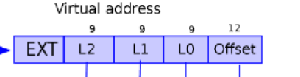 Virtual address
9 9 9 12
EXT L2 L1 L0 Offset